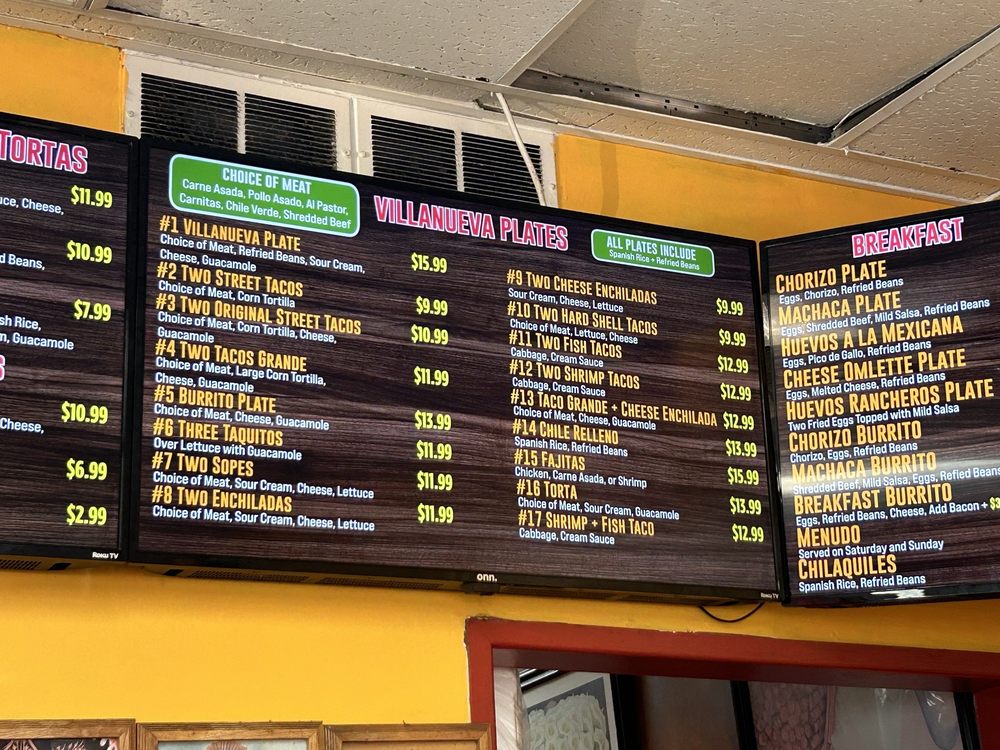 TORTAS
$11.99
uce, Cheese,
$10.99
d Beans,
$7.99
sh Rice,
m, Guacamole
S
$10.99
Cheese,
$6.99
$2.99
Roku TV
CHOICE OF MEAT
Carne Asada, Pollo Asado, Al Pastor,
Carnitas, Chile Verde, Shredded Beef
VILLANUEVA PLATES
ALL PLATES INCLUDE
Spanish Rice + Refried Beans
#1 VILLANUEVA PLATE
Choice of Meat, Refried Beans, Sour Cream,
Cheese, Guacamole
$15.99
#2 TWO STREET TACOS
Choice of Meat, Corn Tortilla
$9.99
#3 TWO ORIGINAL STREET TACOS
Choice of Meat, Corn Tortilla, Cheese,
Guacamole
$10.99
#4 TWO TACOS GRANDE
Choice of Meat, Large Corn Tortilla,
Cheese, Guacamole
$11.99
#5 BURRITO PLATE
Choice of Meat, Cheese, Guacamole
$13.99
#6 THREE TAQUITOS
Over Lettuce with Guacamole
$11.99
#7 TWO SOPES
Choice of Meat, Sour Cream, Cheese, Lettuce
$11.99
#8 TWO ENCHILADAS
Choice of Meat, Sour Cream, Cheese, Lettuce
$11.99
#9 TWO CHEESE ENCHILADAS
Sour Cream, Cheese, Lettuce
$9.99
#10 TWO HARD SHELL TACOS
Choice of Meat, Lettuce, Cheese
$9.99
#11 TWO FISH TACOS
Cabbage, Cream Sauce
$12.99
#12 TWO SHRIMP TACOS
Cabbage, Cream Sauce
$12.99
#13 TACO GRANDE + CHEESE ENCHILADA $12.99
Choice of Meat, Cheese, Guacamole
#14 CHILE RELLENO
Spanish Rice, Refried Beans
$13.99
#15 FAJITAS
Chicken, Carne Asada, or Shrimp
$15.99
#16 TORTA
Choice of Meat, Sour Cream, Guacamole
$13.99
#17 SHRIMP + FISH TACO
Cabbage, Cream Sauce
$12.99
onn.
Roku TV
BREAKFAST
CHORIZO PLATE
Eggs, Chorizo, Refried Beans
MACHACA PLATE
Eggs, Shredded Beef, Mild Salsa, Refried Beans
HUEVOS A LA MEXICANA
Eggs, Pico de Gallo, Refried Beans
CHEESE OMLETTE PLATE
Eggs, Melted Cheese, Refried Beans
HUEVOS RANCHEROS PLATE
Two Fried Eggs Topped with Mild Salsa
CHORIZO BURRITO
Chorizo, Eggs, Refried Beans
MACHACA BURRITO
Shredded Beef, Mild Salsa, Eggs, Refied Beans
BREAKFAST BURRITO
Eggs, Refried Beans, Cheese, Add Bacon + $
MENUDO
Served on Saturday and Sunday
CHILAQUILES
Spanish Rice, Refried Beans